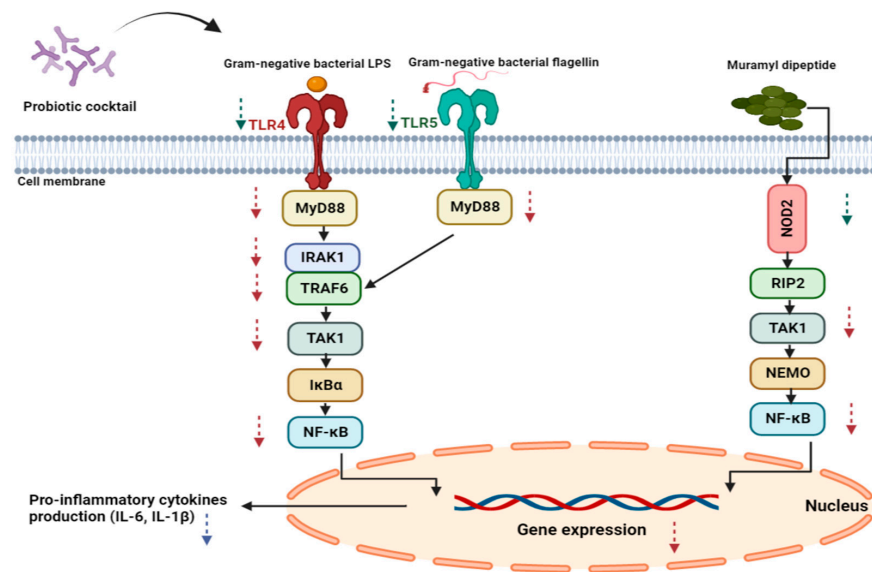 Gram-negative bacterial LPS
Gram-negative bacterial flagellin
Muramyl dipeptide
Probiotic cocktail
TLR4
TLR5
Cell membrane
MyD88
MyD88
NOD2
IRAK1
TRAF6
RIP2
TAK1
TAK1
IκBα
NEMO
NF-κB
NF-κB
Pro-inflammatory cytokines
production (IL-6, IL-1β)
Gene expression
Nucleus